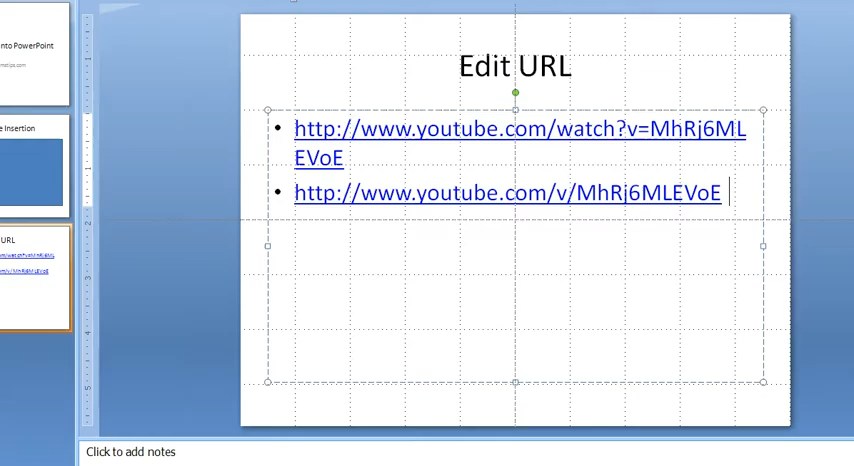 nto PowerPoint
e Insertion
URL
Edit URL
• http://www.youtube.com/watch?v=MhRj6ML
EVoE
• http://www.youtube.com/v/MhRj6MLEVoE
Click to add notes